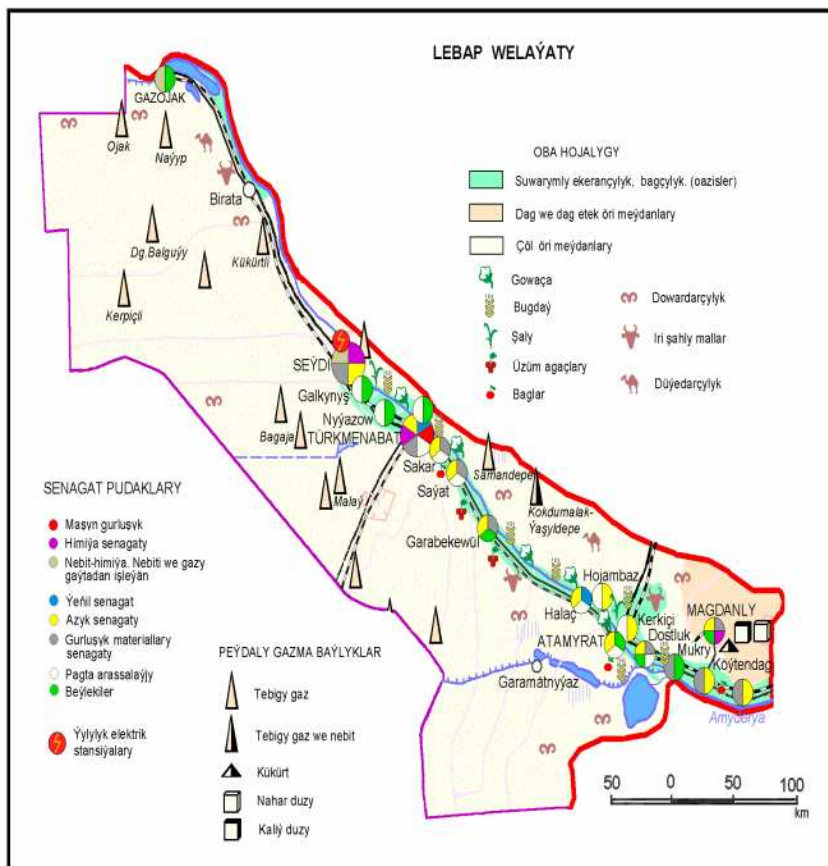 LEBAP WELAÝATY
GAZOJAK
Ojak
Naýyp
Birata
Dg.Balguýy
Kükürtli
Kerpiçli
OBA HOJALYGY
Suwarymly ekerançylyk, bagçylyk. (oazisler)
Dag we dag etek öri meýdanlary
Çöl öri meýdanlary
Gowaça
Bugdaý
Şaly
Üzüm agaçlary
Baglar
Dowardarçylyk
Iri şahly mallar
Düýedarçylyk
SEÝDI
Galkynyş
Nyýazow
TÜRKMENABAT
Bagaja
Sakar
Malaý
Saýat
Samandepe
Kokdumalak-
Ýaşyldepe
Garabekewül
Hojambaz
Halaç
Kerkiçi
MAGDANLY
ATAMYRAT
Dostluk
Mukry
Koýtendag
Garamatnyýaz
Amyderýa
SENAGAT PUDAKLARY
Maşyn gurluşyk
Himiýa senagaty
Nebit-himiýa. Nebiti we gazy
gaýtadan işleýän
Ýeňil senagat
Azyk senagaty
Gurluşyk materiallary
senagaty
Pagta arassalaýjy
Beýlekiler
Ýylylyk elektrik
stansiýalary
PEÝDALY GAZMA BAÝLYKLAR
Tebigy gaz
Tebigy gaz we nebit
Kükürt
Nahar duzy
Kaliý duzy
50 0 50 100
km